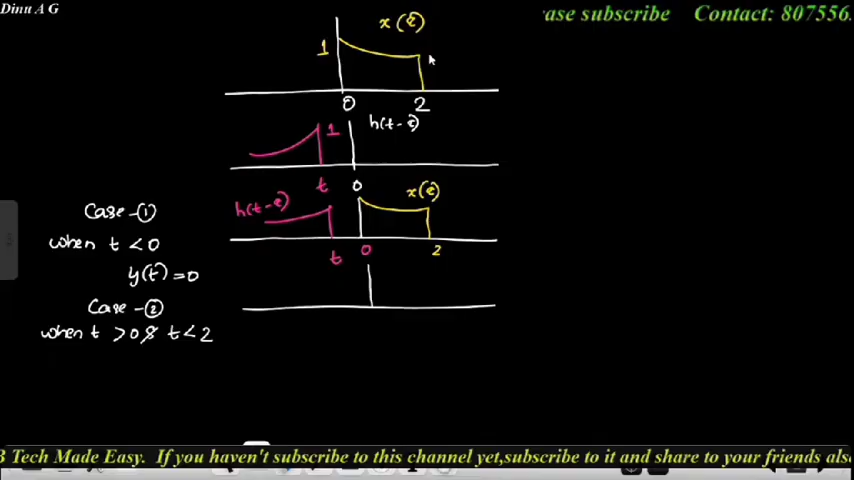 Dinu A G
ase subscribe Contact: 807556.
x(τ)
1
0 2
h(t-τ)
1
t 0
h(t-τ) x(τ)
t 0 2
Case-①
when t < 0
y(t) = 0
Case-②
when t > 0 & t < 2
B Tech Made Easy. If you haven't subscribe to this channel yet,subscribe to it and share to your friends als